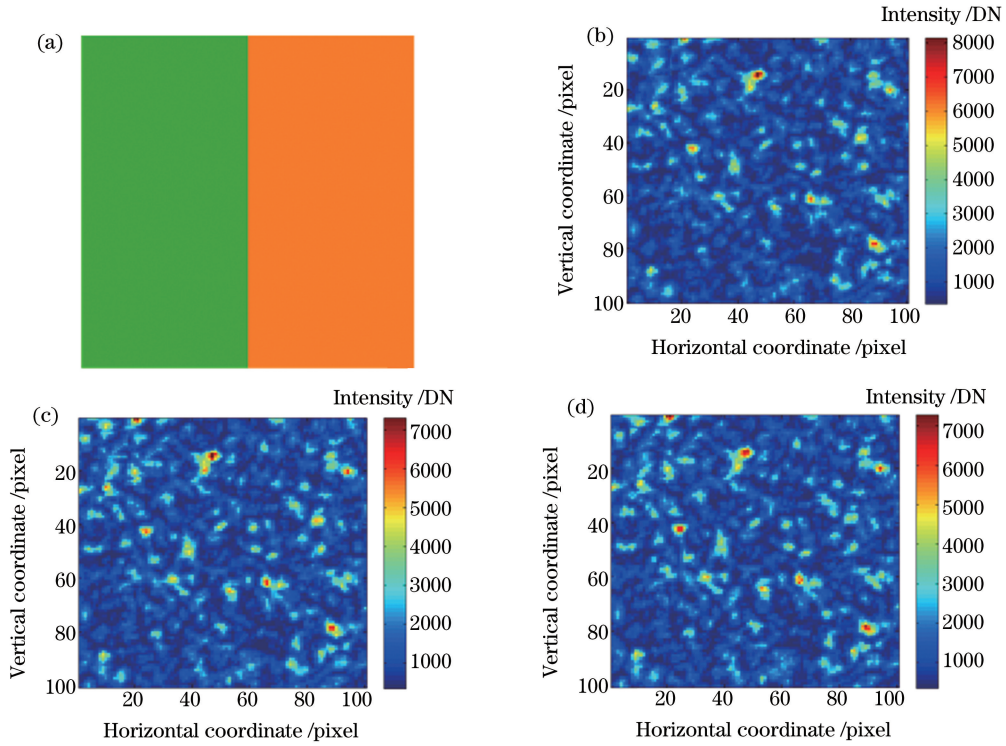 (a)
(b)
Intensity /DN
8000
7000
6000
5000
4000
3000
2000
1000
20
40
60
80
100
20 40 60 80 100
Vertical coordinate /pixel
Horizontal coordinate /pixel
(c)
Intensity /DN
7000
6000
5000
4000
3000
2000
1000
20
40
60
80
100
20 40 60 80 100
Vertical coordinate /pixel
Horizontal coordinate /pixel
(d)
Intensity /DN
7000
6000
5000
4000
3000
2000
1000
20
40
60
80
100
20 40 60 80 100
Vertical coordinate /pixel
Horizontal coordinate /pixel